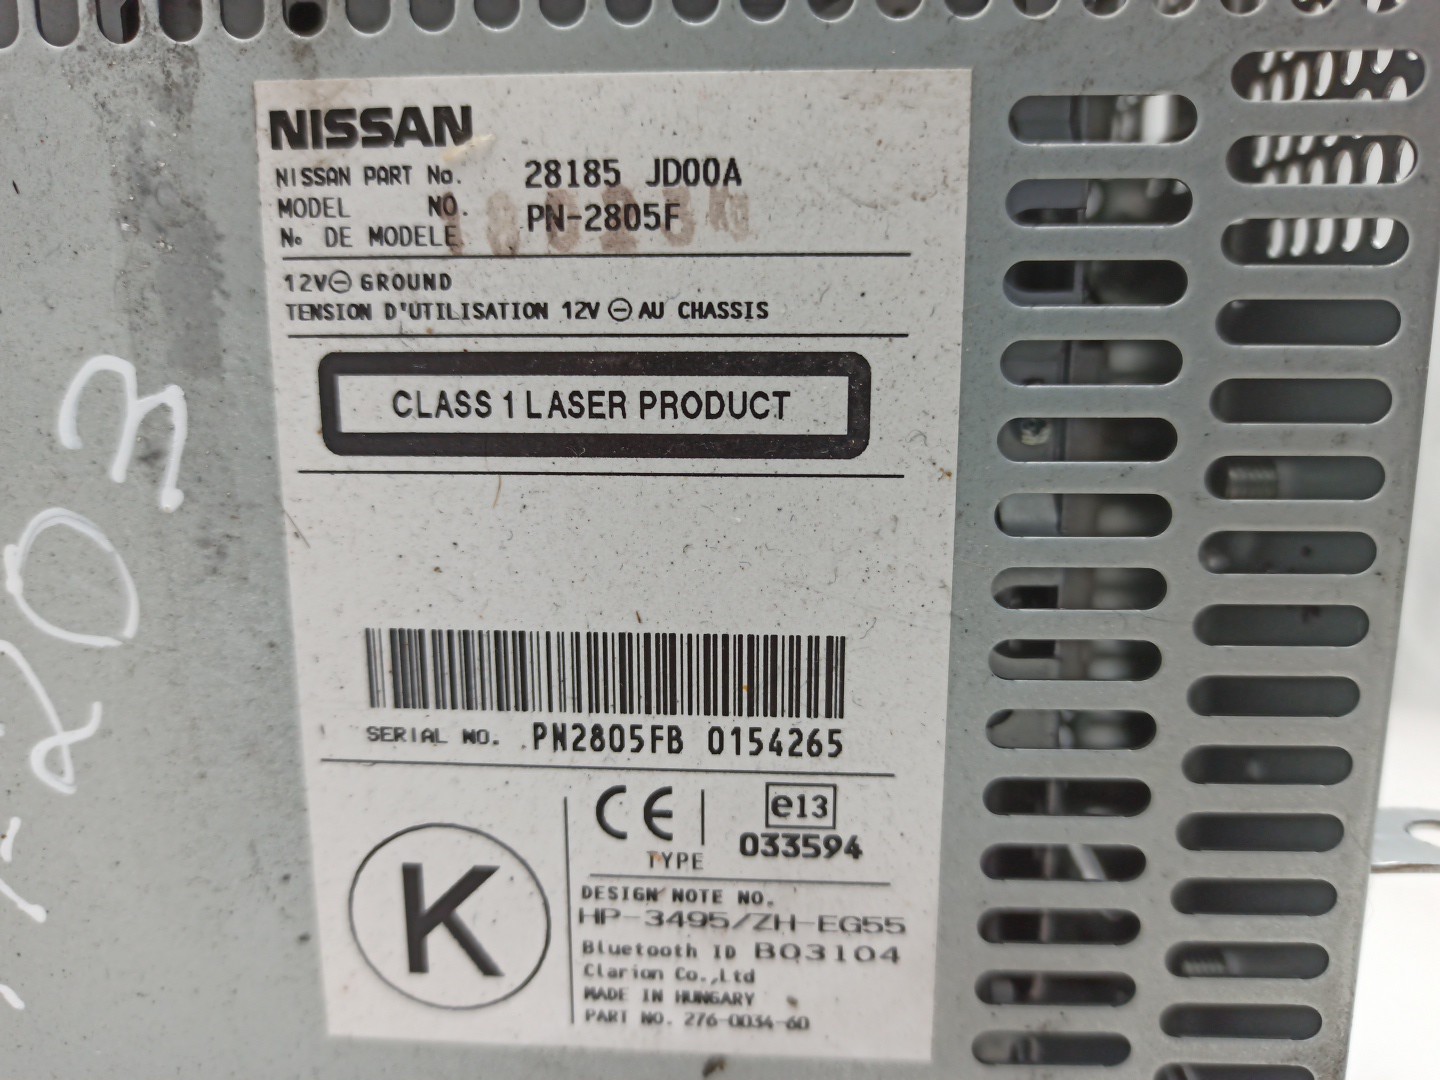 NISSAN
NISSAN PART No. 28185 JD00A
MODEL NO. PN-2805F
No DE MODELE
12V⊖ GROUND
TENSION D'UTILISATION 12V ⊖ AU CHASSIS
CLASS 1 LASER PRODUCT
SERIAL NO. PN2805FB 0154265
CE e13
TYPE 033594
K
DESIGN NOTE NO.
HP-3495/ZH-EG55
Bluetooth ID B03104
Clarion Co.,Ltd
MADE IN HUNGARY
PART NO. 276-0034-60